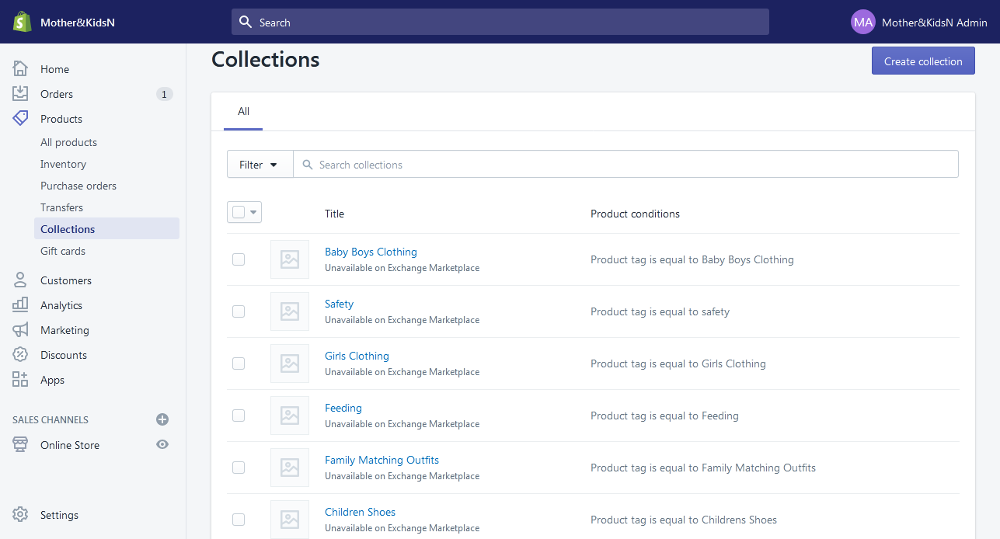 Mother&KidsN
Search
MA Mother&KidsN Admin
Home
Orders 1
Products
All products
Inventory
Purchase orders
Transfers
Collections
Gift cards
Customers
Analytics
Marketing
Discounts
Apps
SALES CHANNELS
Online Store
Settings
Collections
Create collection
All
Filter
Search collections
Title Product conditions
Baby Boys Clothing
Unavailable on Exchange Marketplace
Product tag is equal to Baby Boys Clothing
Safety
Unavailable on Exchange Marketplace
Product tag is equal to safety
Girls Clothing
Unavailable on Exchange Marketplace
Product tag is equal to Girls Clothing
Feeding
Unavailable on Exchange Marketplace
Product tag is equal to Feeding
Family Matching Outfits
Unavailable on Exchange Marketplace
Product tag is equal to Family Matching Outfits
Children Shoes
Unavailable on Exchange Marketplace
Product tag is equal to Childrens Shoes